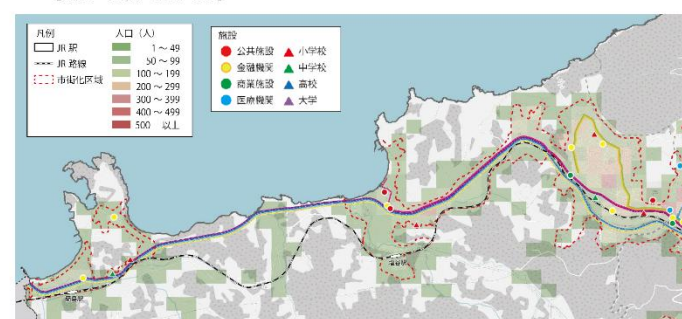 凡例
JR 駅
JR 路線
市街化区域
人口（人）
1 ～ 49
50 ～ 99
100 ～ 199
200 ～ 299
300 ～ 399
400 ～ 499
500 以上
施設
公共施設
金融機関
商業施設
医療機関
小学校
中学校
高校
大学
塩谷駅